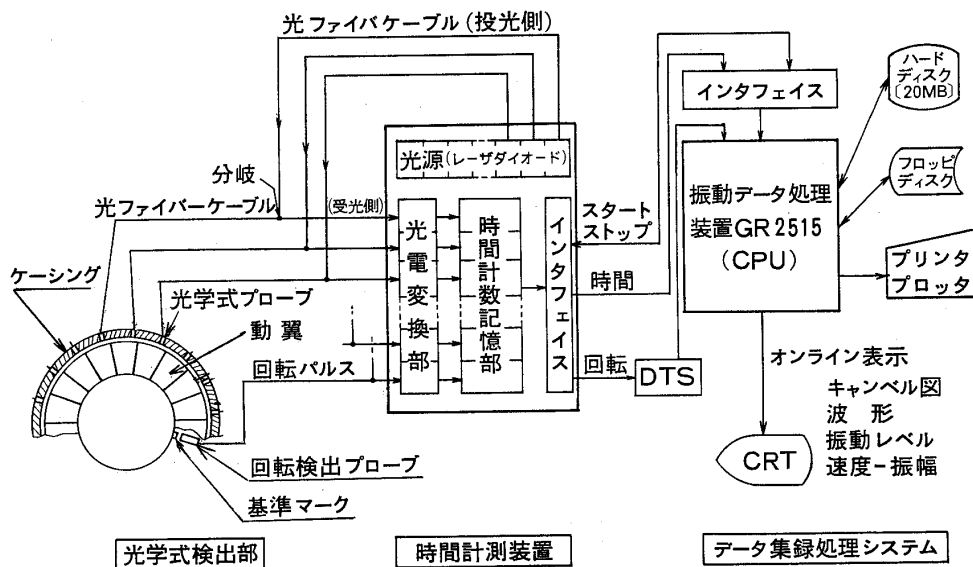 光ファイバケーブル(投光側)
インタフェイス
ハード
ディスク
〔20MB〕
光源(レーザダイオード)
分岐
光ファイバーケーブル
(受光側)
光電変換部
時間計数記憶部
インタフェイス
スタート
ストップ
時間
回転
DTS
振動データ処理
装置GR2515
(CPU)
フロッピ
ディスク
プリンタ
プロッタ
ケーシング
光学式プローブ
動翼
回転パルス
回転検出プローブ
基準マーク
オンライン表示
キャンベル図
波形
振動レベル
速度-振幅
CRT
光学式検出部
時間計測装置
データ集録処理システム